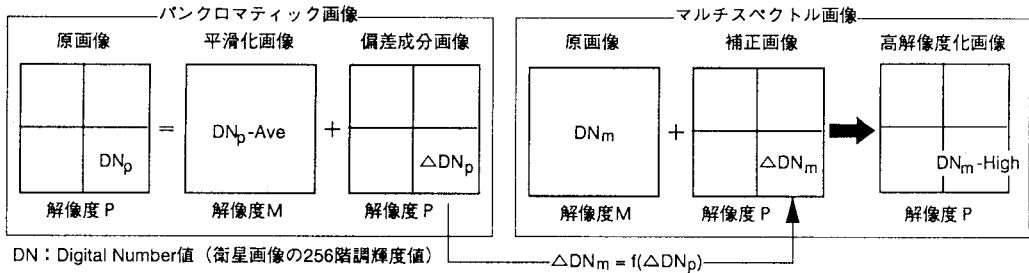 パンクロマティック画像
原画像
平滑化画像
偏差成分画像
DNp
=
DNp-Ave
+
△DNp
解像度P
解像度M
解像度P
マルチスペクトル画像
原画像
補正画像
高解像度化画像
DNm
+
△DNm
DNm-High
解像度M
解像度P
解像度P
DN：Digital Number値（衛星画像の256階調輝度値）
△DNm = f(△DNp)